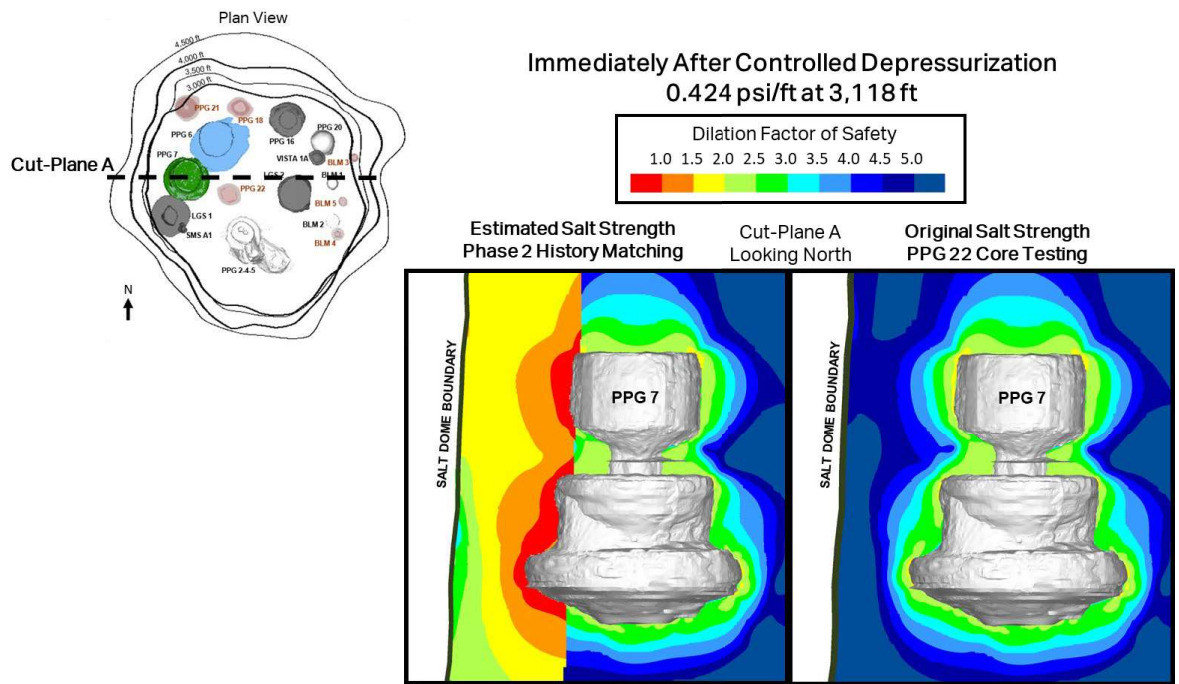 Plan View
4,500 ft
4,000 ft
3,500 ft
3,000 ft
PPG 21
PPG 18
PPG 6
PPG 16
PPG 20
PPG 7
VISTA 1A
BLM 3
Cut-Plane A
LGS 2
BLM 1
PPG 22
BLM 5
LGS 1
BLM 2
SMS A1
BLM 4
PPG 2-4-5
N
Immediately After Controlled Depressurization
0.424 psi/ft at 3,118 ft
Dilation Factor of Safety
1.0 1.5 2.0 2.5 3.0 3.5 4.0 4.5 5.0
Estimated Salt Strength
Phase 2 History Matching
Cut-Plane A
Looking North
Original Salt Strength
PPG 22 Core Testing
SALT DOME BOUNDARY
PPG 7
SALT DOME BOUNDARY
PPG 7